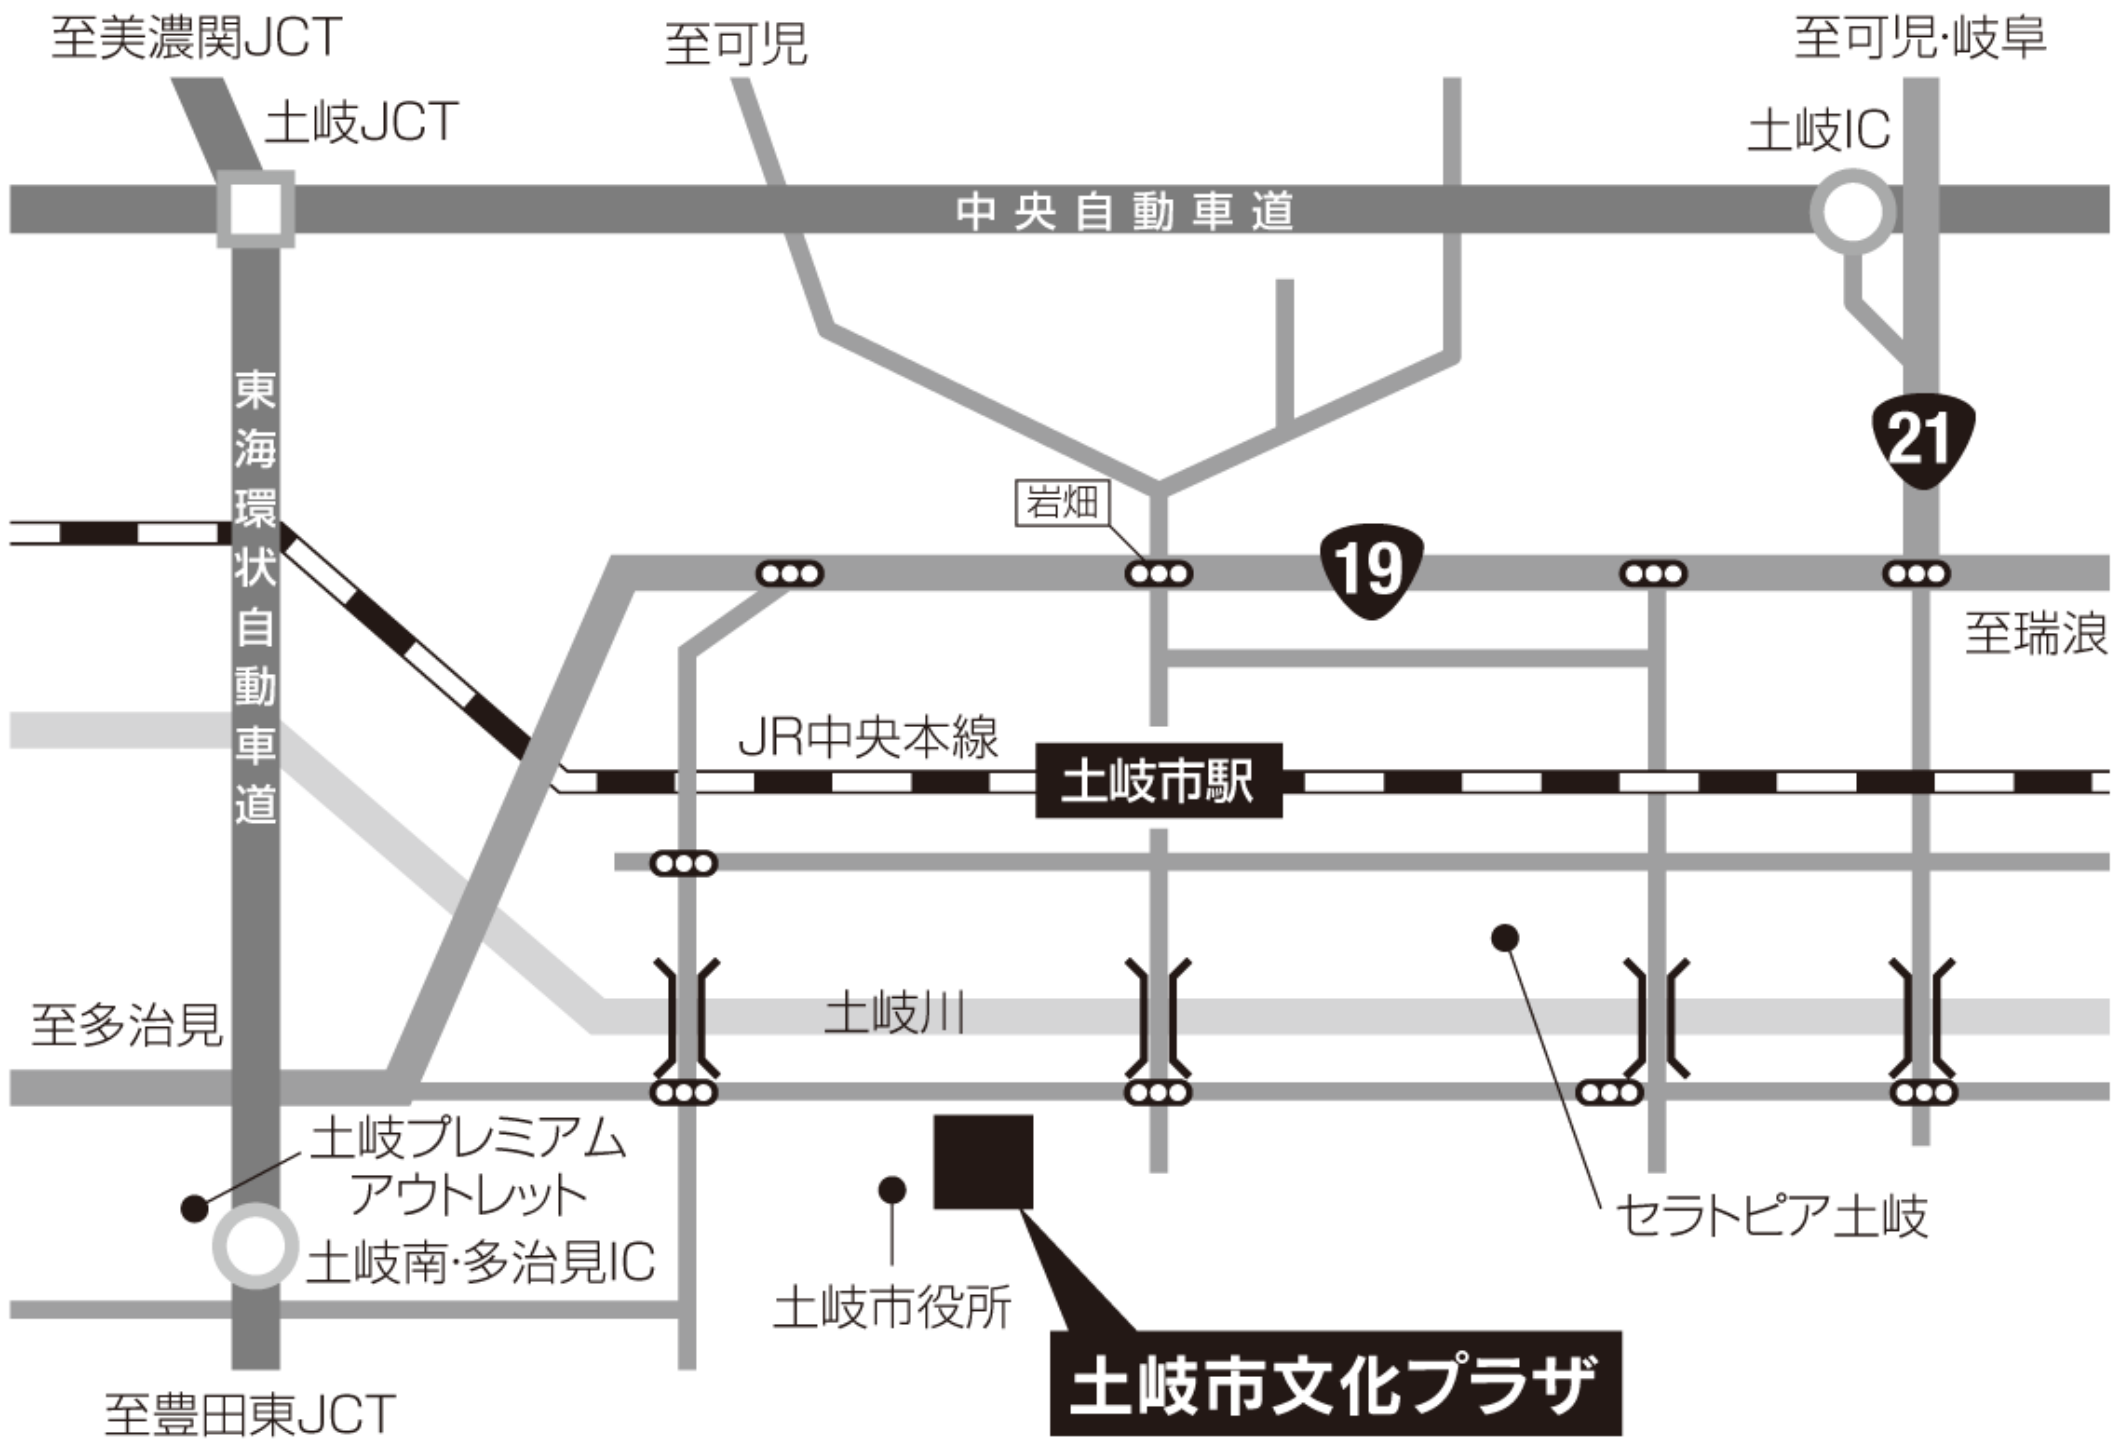 至美濃関JCT
至可児
至可児・岐阜
土岐JCT
土岐IC
中央自動車道
東海環状自動車道
21
岩畑
19
至瑞浪
JR中央本線
土岐市駅
至多治見
土岐川
土岐プレミアム
アウトレット
土岐南・多治見IC
土岐市役所
セラトピア土岐
土岐市文化プラザ
至豊田東JCT